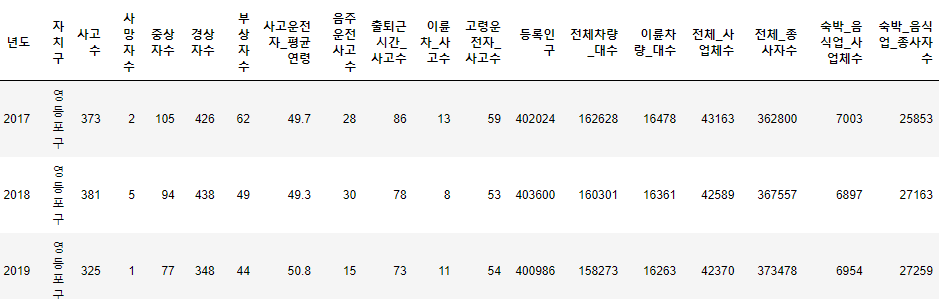 년도 자치구 사고수 사망자수 중상자수 경상자수 부상자수 사고운전자_평균연령 음주운전사고수 출퇴근시간_사고수 이륜차_사고수 고령운전자_사고수 등록인구 전체차량_대수 이륜차량_대수 전체_사업체수 전체_종사자수 숙박_음식업_사업체수 숙박_음식업_종사자수
2017 영등포구 373 2 105 426 62 49.7 28 86 13 59 402024 162628 16478 43163 362800 7003 25853
2018 영등포구 381 5 94 438 49 49.3 30 78 8 53 403600 160301 16361 42589 367557 6897 27163
2019 영등포구 325 1 77 348 44 50.8 15 73 11 54 400986 158273 16263 42370 373478 6954 27259